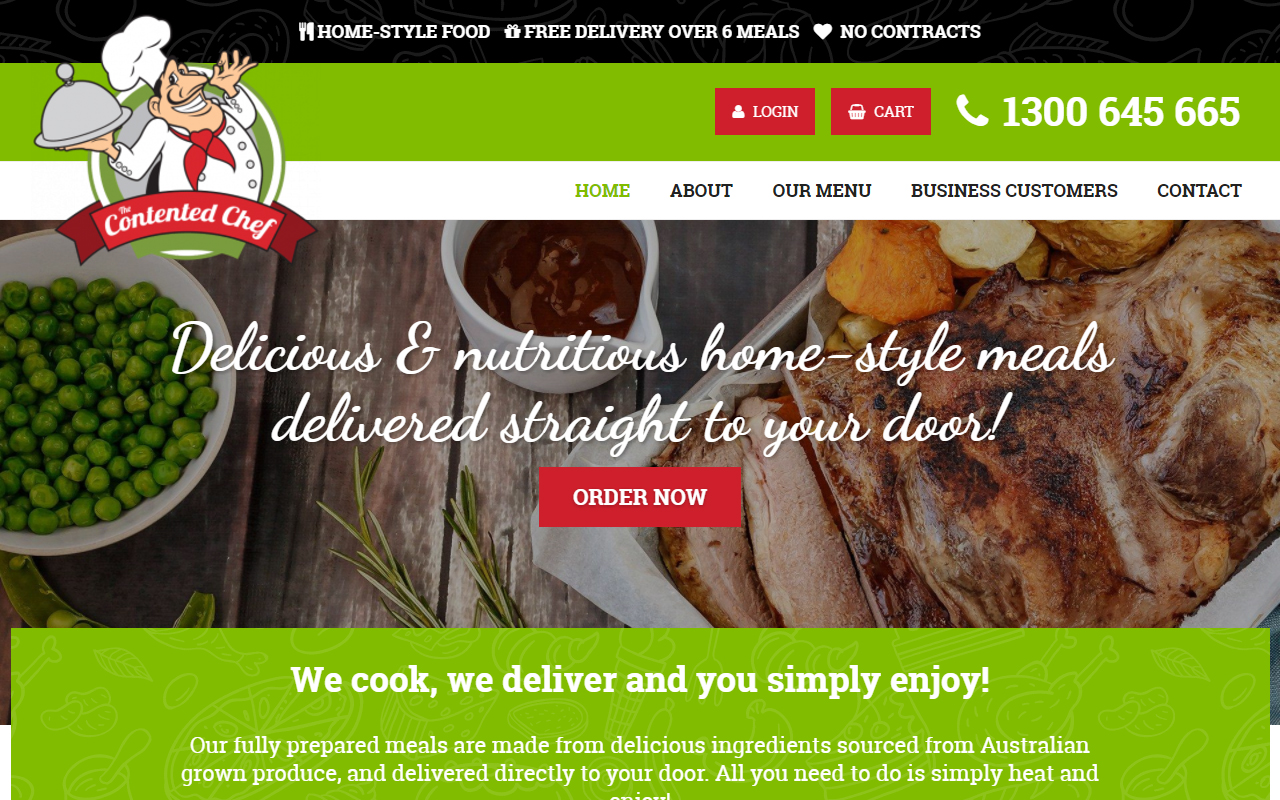 HOME-STYLE FOOD FREE DELIVERY OVER 6 MEALS NO CONTRACTS
LOGIN CART 1300 645 665
The
Contented Chef
HOME ABOUT OUR MENU BUSINESS CUSTOMERS CONTACT
Delicious & nutritious home-style meals
delivered straight to your door!
ORDER NOW
We cook, we deliver and you simply enjoy!
Our fully prepared meals are made from delicious ingredients sourced from Australian
grown produce, and delivered directly to your door. All you need to do is simply heat and
enjoy!